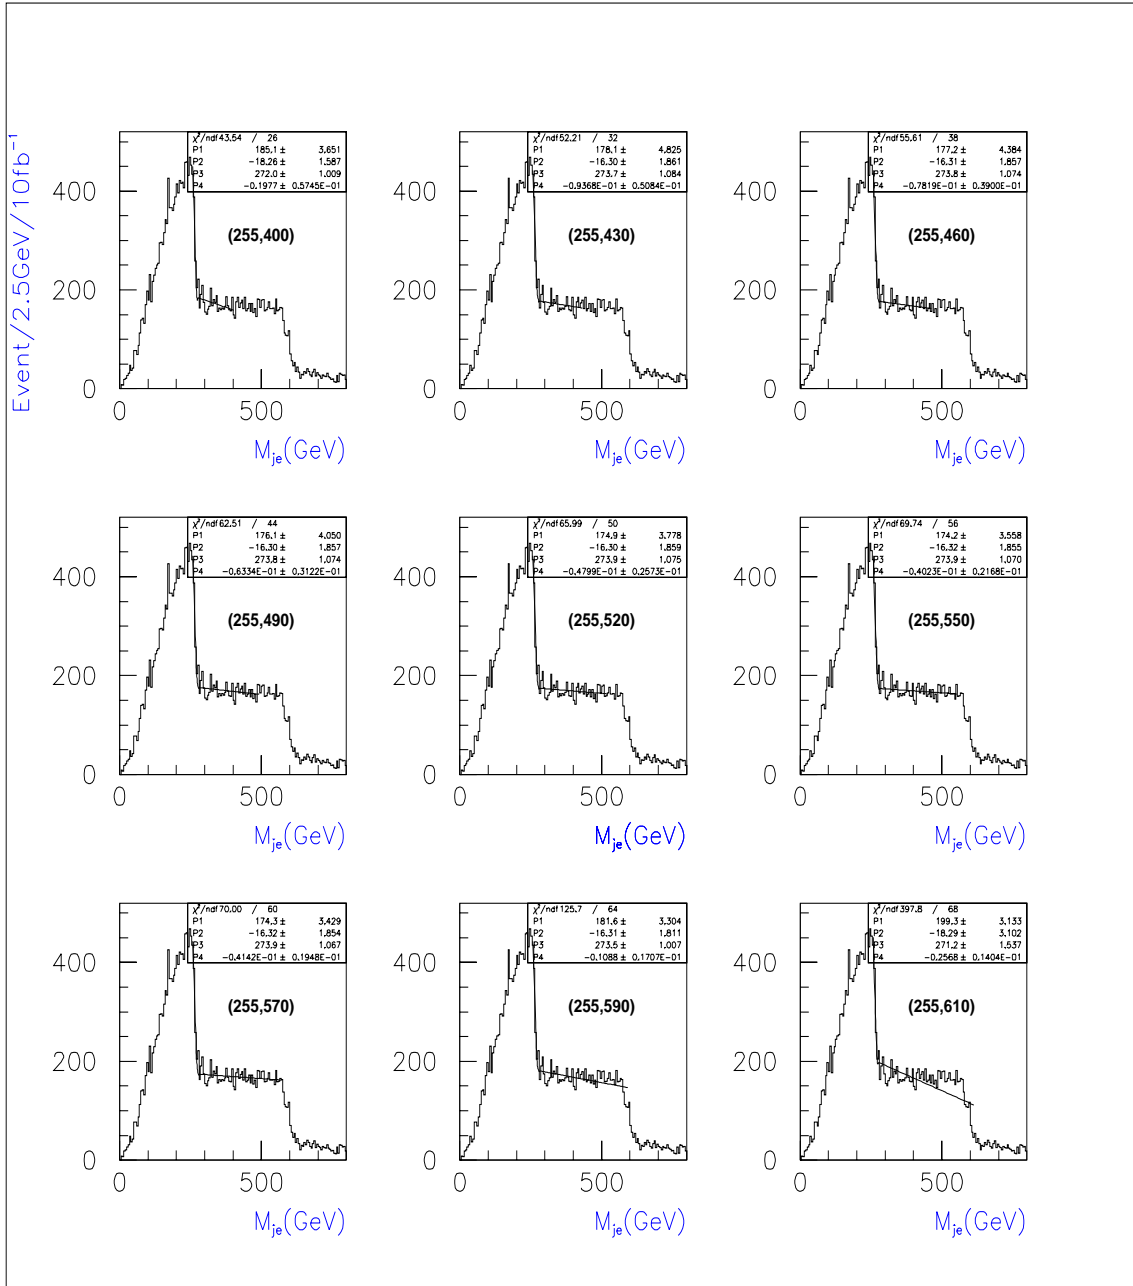 Event/2.5GeV/10fb⁻¹
χ²/ndf 43.54 / 26
P1 185.1 ± 3.651
P2 -18.26 ± 1.587
P3 272.0 ± 1.009
P4 -0.1977 ± 0.5745E-01
(255,400)
400
200
0
0 500
M_je(GeV)
χ²/ndf 52.21 / 32
P1 178.1 ± 4.825
P2 -16.30 ± 1.861
P3 273.7 ± 1.084
P4 -0.9368E-01 ± 0.5084E-01
(255,430)
400
200
0
0 500
M_je(GeV)
χ²/ndf 55.61 / 38
P1 177.2 ± 4.384
P2 -16.31 ± 1.857
P3 273.8 ± 1.074
P4 -0.7819E-01 ± 0.3900E-01
(255,460)
400
200
0
0 500
M_je(GeV)
χ²/ndf 62.51 / 44
P1 176.1 ± 4.050
P2 -16.30 ± 1.857
P3 273.8 ± 1.074
P4 -0.6334E-01 ± 0.3122E-01
(255,490)
400
200
0
0 500
M_je(GeV)
χ²/ndf 65.99 / 50
P1 174.9 ± 3.778
P2 -16.30 ± 1.859
P3 273.9 ± 1.075
P4 -0.4799E-01 ± 0.2573E-01
(255,520)
400
200
0
0 500
M_je(GeV)
χ²/ndf 69.74 / 56
P1 174.2 ± 3.558
P2 -16.32 ± 1.855
P3 273.9 ± 1.070
P4 -0.4023E-01 ± 0.2168E-01
(255,550)
400
200
0
0 500
M_je(GeV)
χ²/ndf 70.00 / 60
P1 174.3 ± 3.429
P2 -16.32 ± 1.854
P3 273.9 ± 1.067
P4 -0.4142E-01 ± 0.1948E-01
(255,570)
400
200
0
0 500
M_je(GeV)
χ²/ndf 125.7 / 64
P1 181.6 ± 3.304
P2 -16.31 ± 1.811
P3 273.5 ± 1.007
P4 -0.1088 ± 0.1707E-01
(255,590)
400
200
0
0 500
M_je(GeV)
χ²/ndf 397.8 / 68
P1 199.3 ± 3.133
P2 -18.29 ± 3.102
P3 271.2 ± 1.537
P4 -0.2568 ± 0.1404E-01
(255,610)
400
200
0
0 500
M_je(GeV)